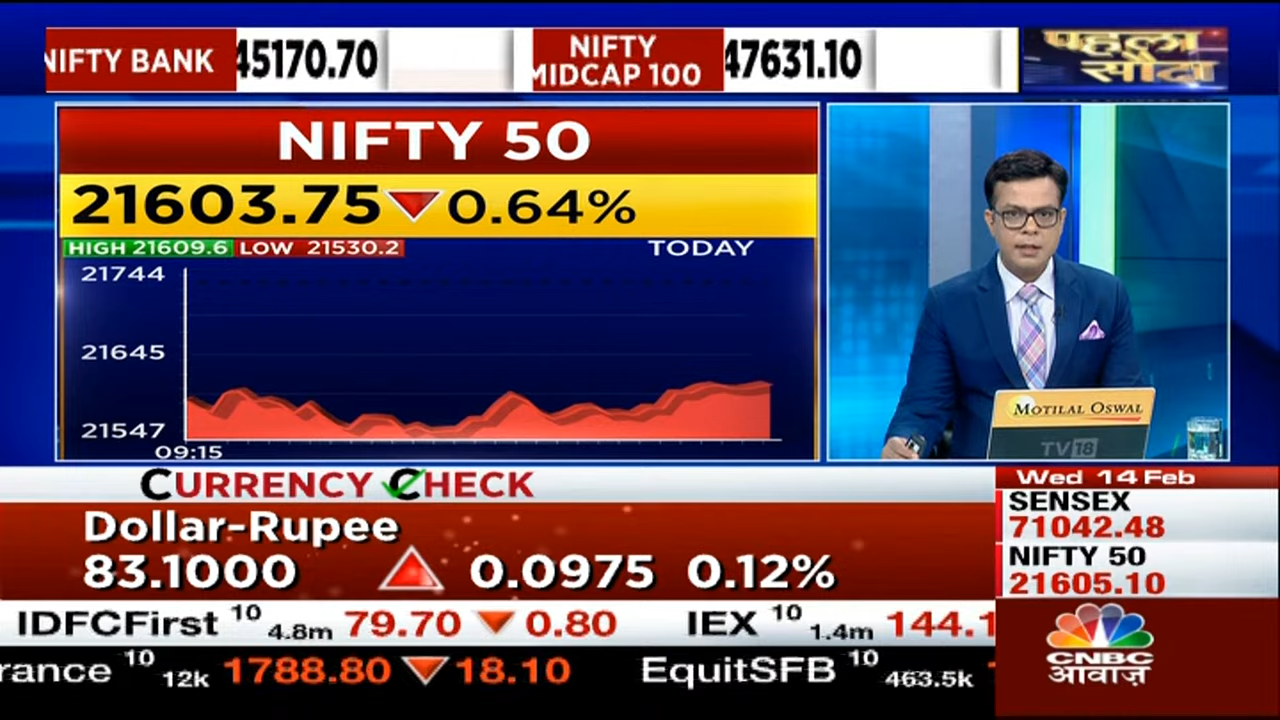 NIFTY BANK 45170.70 NIFTY MIDCAP 100 47631.10 पहला सौदा
NIFTY 50
21603.75 0.64%
HIGH 21609.6 LOW 21530.2 TODAY
21744
21645
21547
09:15
MOTILAL OSWAL
TV18
CURRENCY CHECK
Dollar-Rupee
83.1000 0.0975 0.12%
Wed 14 Feb
SENSEX
71042.48
NIFTY 50
21605.10
IDFCFirst 10 4.8m 79.70 0.80 IEX 10 1.4m 144.1
rance 10 12k 1788.80 18.10 EquitSFB 10 463.5k
CNBC
आवाज़